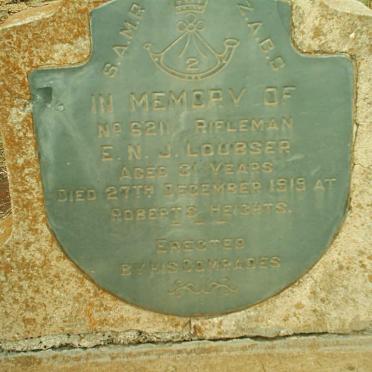 S.A.M.R. Z.A.B.S
2
IN MEMORY OF
No 621. RIFLEMAN
E. N. J. LOUBSER
AGED 31 YEARS
DIED 27TH DECEMBER 1919 AT
ROBERTS HEIGHTS.
ERECTED
BY HIS COMRADES